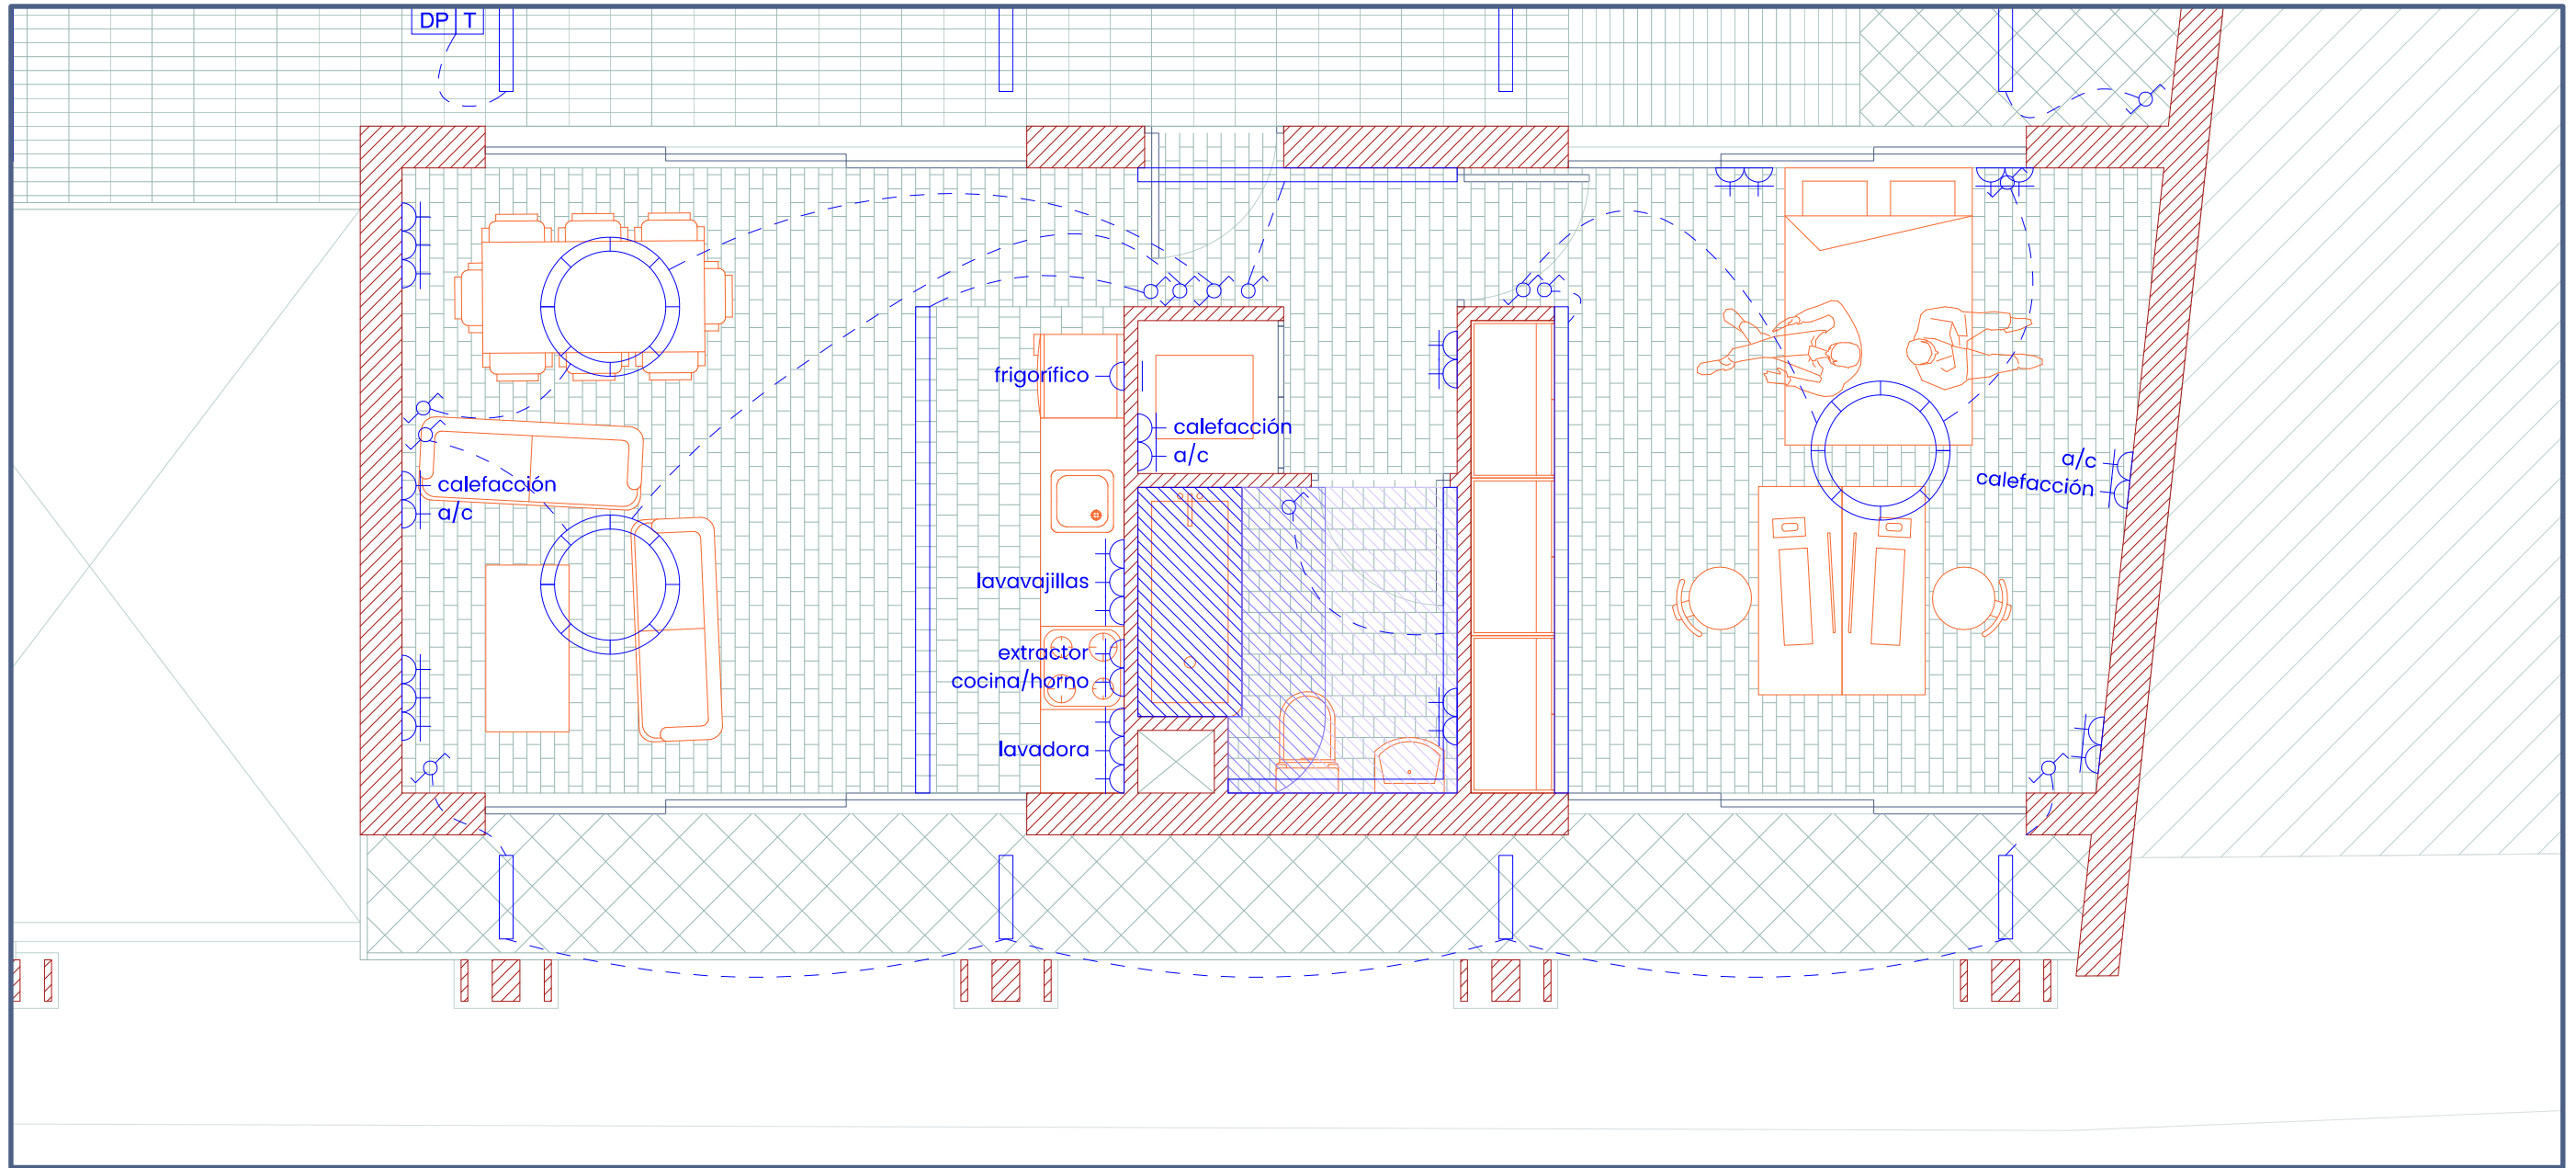 DP T
frigorífico
calefacción
a/c
calefacción
a/c
a/c
calefacción
lavavajillas
extractor
cocina/horno
lavadora